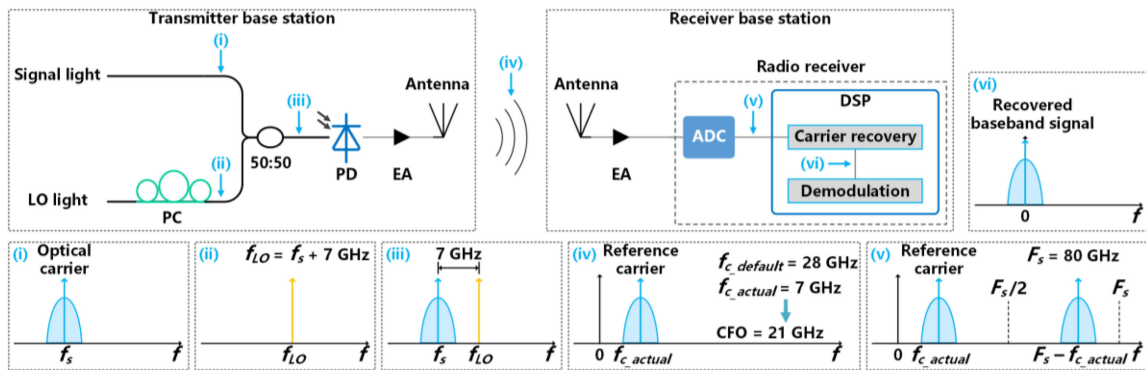 Transmitter base station
(i)
Signal light
(iii)
Antenna
(iv)
50:50
(ii)
PD
EA
LO light
PC
Receiver base station
Radio receiver
Antenna
(v)
DSP
ADC
Carrier recovery
(vi)
EA
Demodulation
(vi)
Recovered
baseband signal
0
f
(i)
Optical
carrier
f_s
f
(ii)
f_LO = f_s + 7 GHz
f_LO
f
(iii)
7 GHz
f_s
f_LO
f
(iv)
Reference
carrier
f_c_default = 28 GHz
f_c_actual = 7 GHz
CFO = 21 GHz
0
f_c_actual
f
(v)
Reference
carrier
F_s = 80 GHz
F_s/2
F_s
0
f_c_actual
F_s − f_c_actual
f